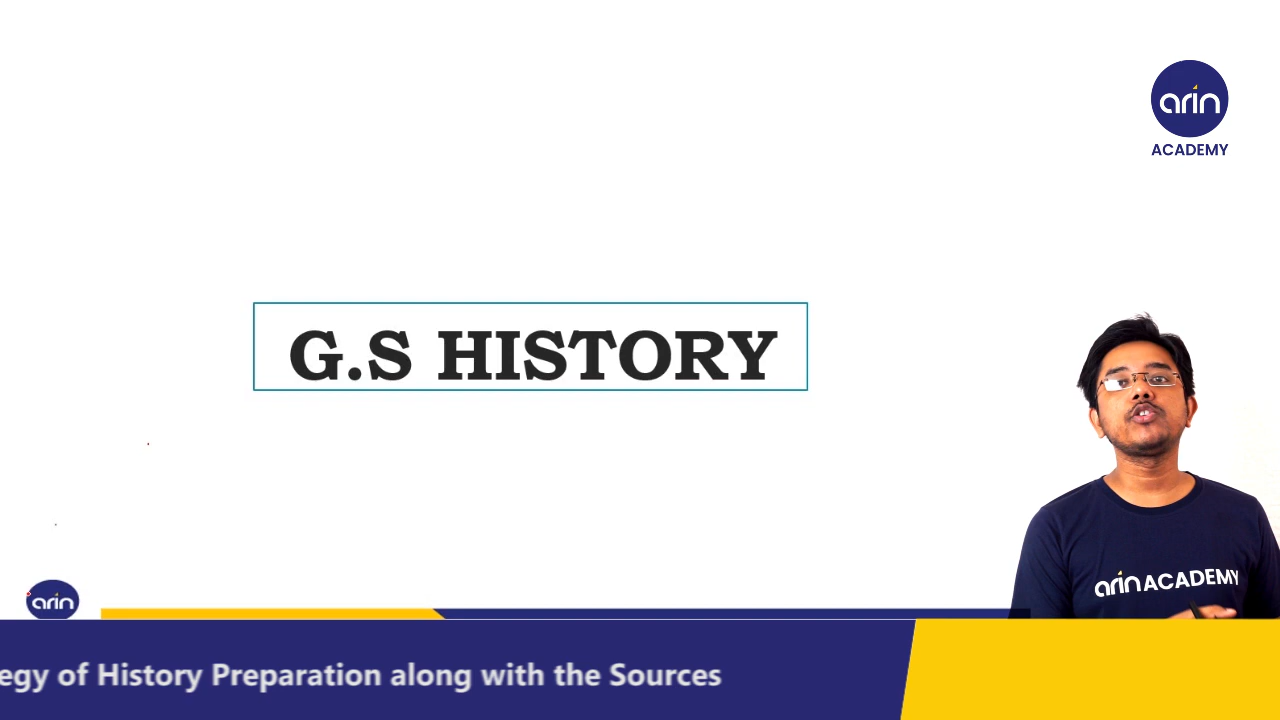 arin
ACADEMY
G.S HISTORY
arin ACADEMY
arin
egy of History Preparation along with the Sources